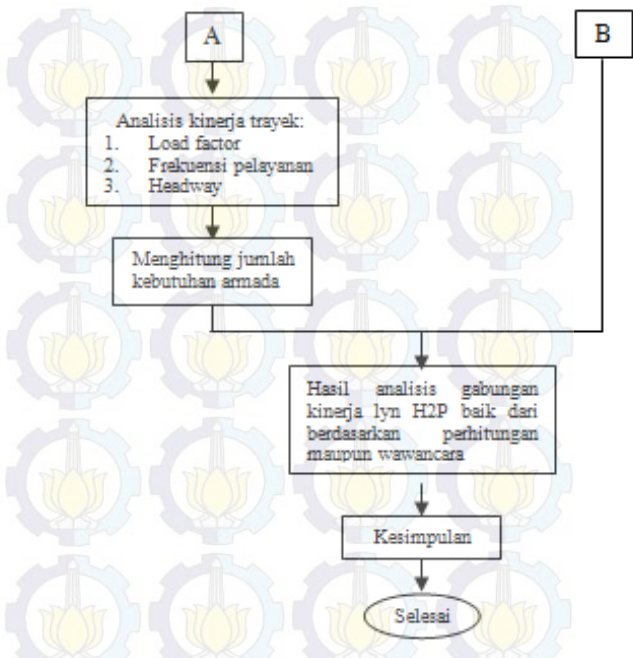 A
B
Analisis kinerja trayek:
1. Load factor
2. Frekuensi pelayanan
3. Headway
Menghitung jumlah
kebutuhan armada
Hasil analisis gabungan
kinerja lyn H2P baik dari
berdasarkan perhitungan
maupun wawancara
Kesimpulan
Selesai